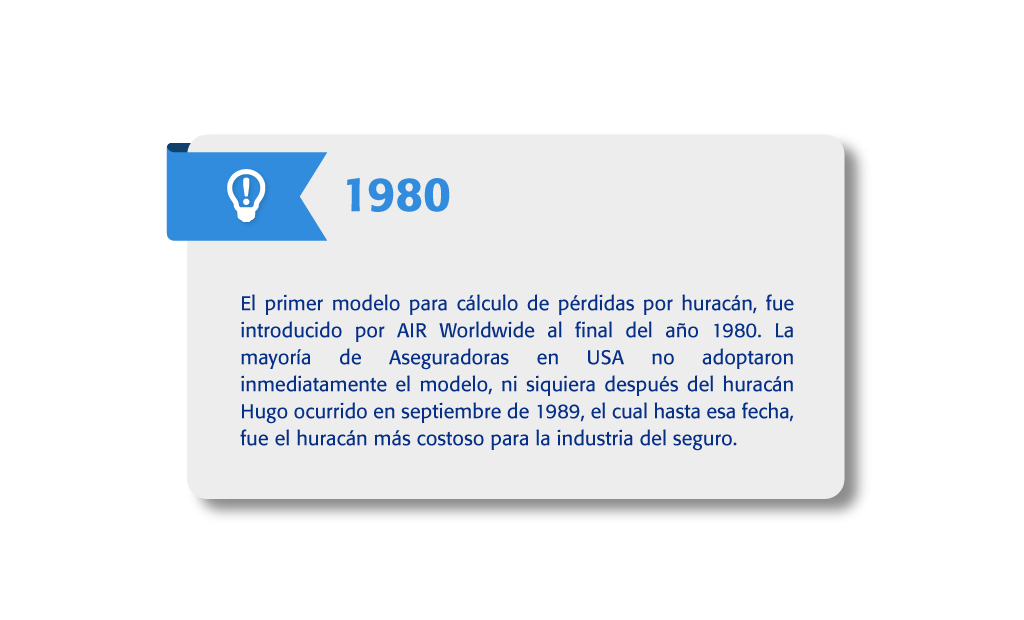 1980
El primer modelo para cálculo de pérdidas por huracán, fue
introducido por AIR Worldwide al final del año 1980. La
mayoría de Aseguradoras en USA no adoptaron
inmediatamente el modelo, ni siquiera después del huracán
Hugo ocurrido en septiembre de 1989, el cual hasta esa fecha,
fue el huracán más costoso para la industria del seguro.